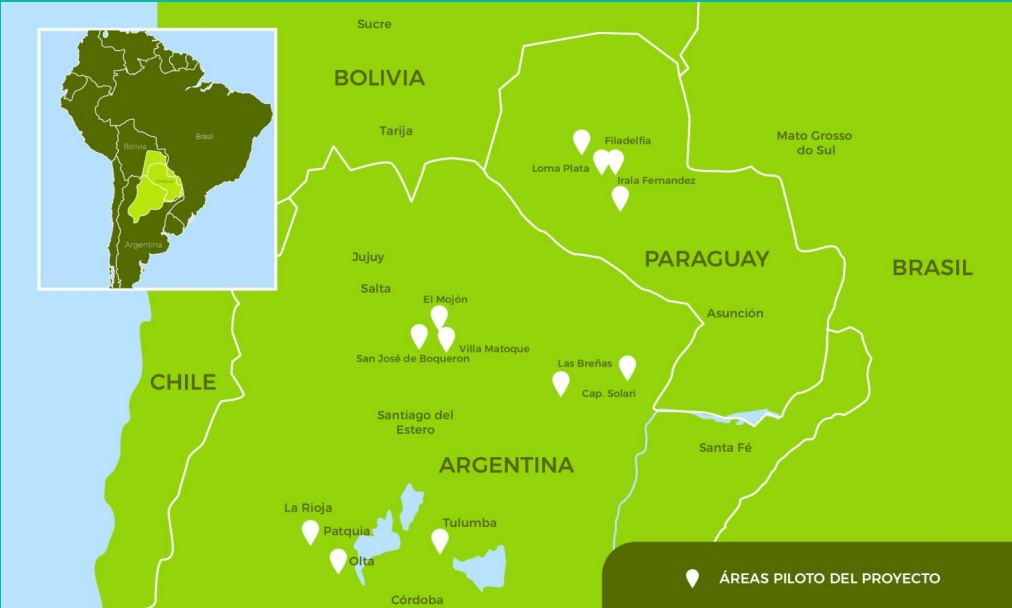 Sucre
BOLIVIA
Tarija
Brasil
Bolivia
Argentina
Mato Grosso
do Sul
Filadelfia
Loma Plata
Irala Fernandez
PARAGUAY
BRASIL
Jujuy
Salta
El Mojón
Asunción
Villa Matoque
San José de Boqueron
Las Breñas
Cap. Solari
CHILE
Santiago del
Estero
ARGENTINA
Santa Fé
La Rioja
Patquia
Tulumba
Olta
Córdoba
ÁREAS PILOTO DEL PROYECTO